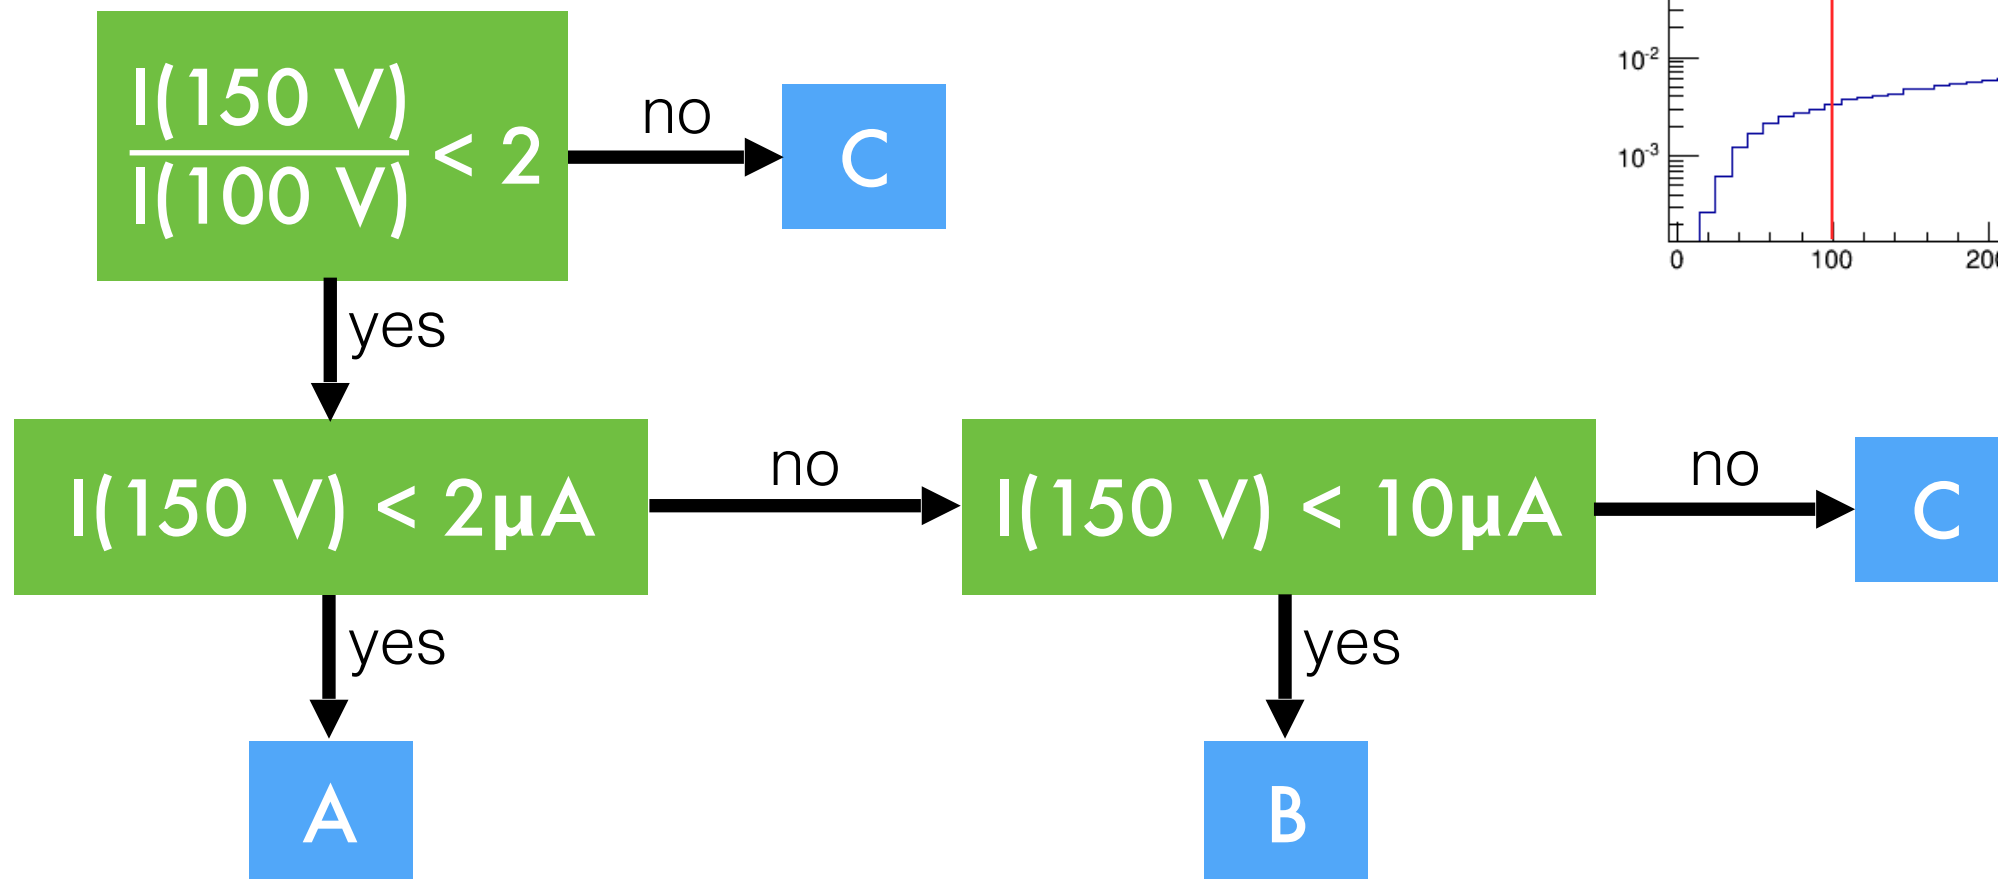 I(150 V)
I(100 V)
< 2
no
C
10-2
10-3
0 100 200
yes
I(150 V) < 2µA
no
I(150 V) < 10µA
no
C
yes
yes
A
B